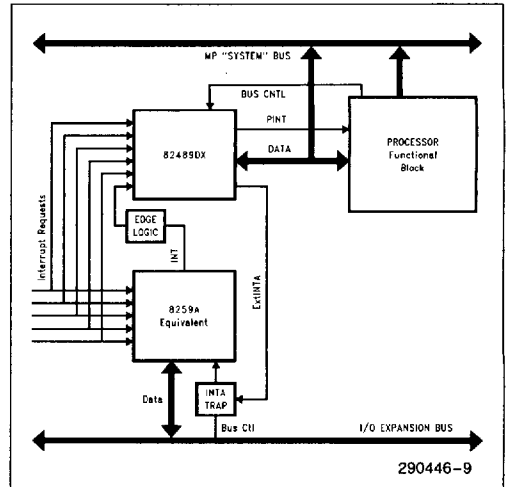 MP "SYSTEM" BUS
BUS CNTL
PINT
DATA
82489DX
PROCESSOR
Functional
Block
Interrupt Requests
EDGE
LOGIC
INT
ExtINTA
8259A
Equivalent
Data
INTA
TRAP
Bus Ctl
I/O EXPANSION BUS
290446-9